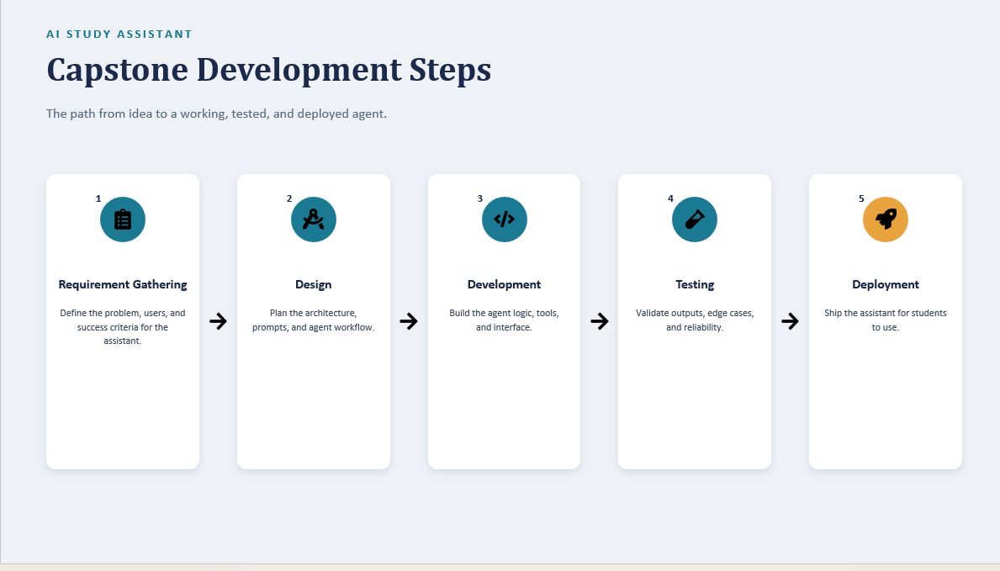 AI STUDY ASSISTANT
Capstone Development Steps
The path from idea to a working, tested, and deployed agent.
1
Requirement Gathering
Define the problem, users, and
success criteria for the
assistant.
2
Design
Plan the architecture,
prompts, and agent workflow.
3
Development
Build the agent logic, tools,
and interface.
4
Testing
Validate outputs, edge cases,
and reliability.
5
Deployment
Ship the assistant for students
to use.